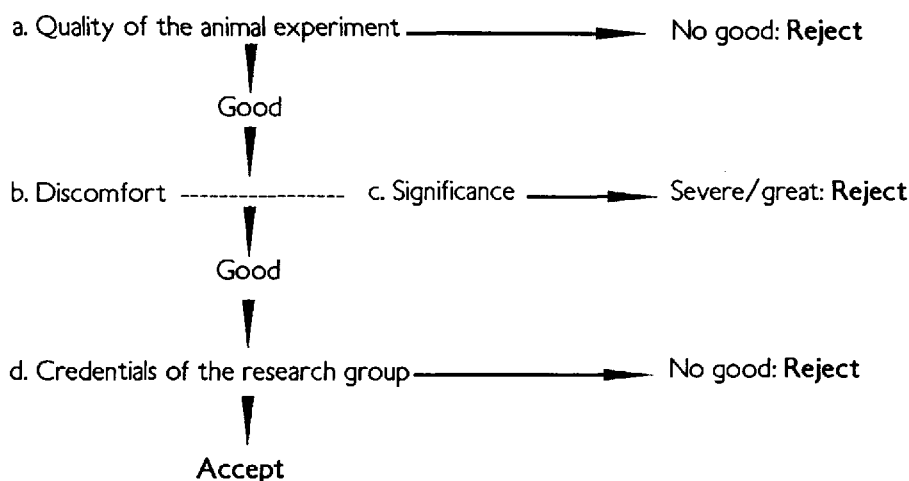 a. Quality of the animal experiment No good: Reject
Good
b. Discomfort c. Significance Severe/great: Reject
Good
d. Credentials of the research group No good: Reject
Accept